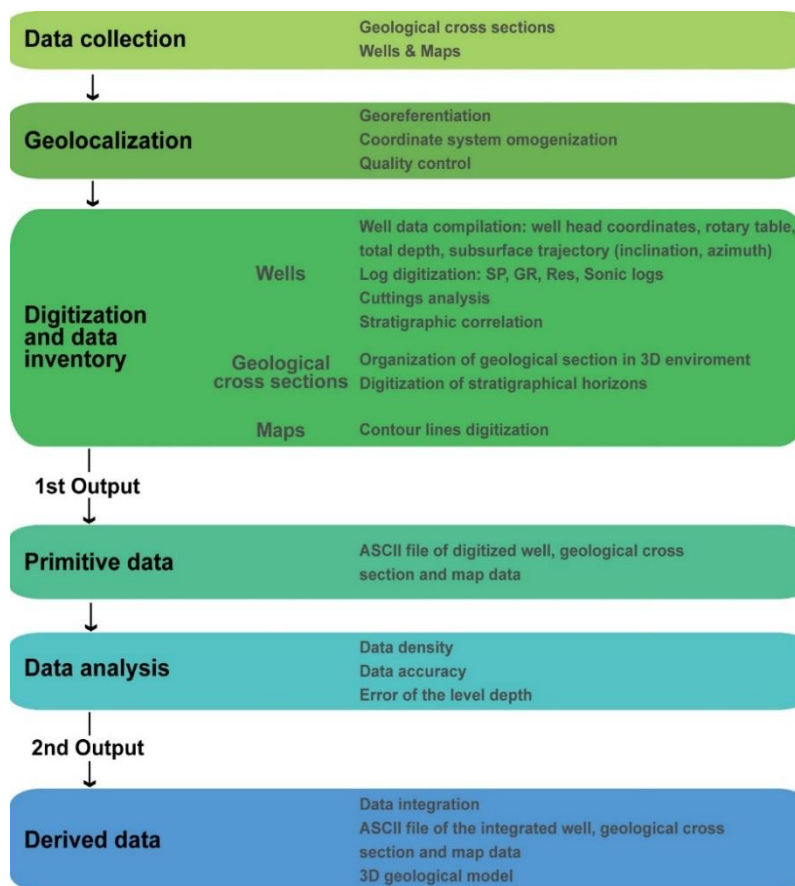 Data collection
Geological cross sections
Wells & Maps
Geolocalization
Georeferentiation
Coordinate system omogenization
Quality control
Digitization
and data
inventory
Wells
Well data compilation: well head coordinates, rotary table,
total depth, subsurface trajectory (inclination, azimuth)
Log digitization: SP, GR, Res, Sonic logs
Cuttings analysis
Stratigraphic correlation
Geological
cross sections
Organization of geological section in 3D enviroment
Digitization of stratigraphical horizons
Maps
Contour lines digitization
1st Output
Primitive data
ASCII file of digitized well, geological cross
section and map data
Data analysis
Data density
Data accuracy
Error of the level depth
2nd Output
Derived data
Data integration
ASCII file of the integrated well, geological cross
section and map data
3D geological model